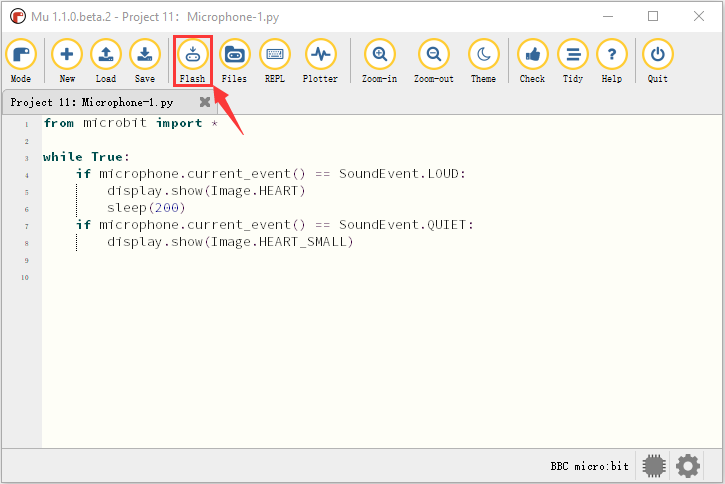 Mu 1.1.0.beta.2 - Project 11: Microphone-1.py
Mode New Load Save Flash Files REPL Plotter Zoom-in Zoom-out Theme Check Tidy Help Quit
Project 11: Microphone-1.py
1 from microbit import *
2
3 while True:
4 if microphone.current_event() == SoundEvent.LOUD:
5 display.show(Image.HEART)
6 sleep(200)
7 if microphone.current_event() == SoundEvent.QUIET:
8 display.show(Image.HEART_SMALL)
9
10
BBC micro:bit